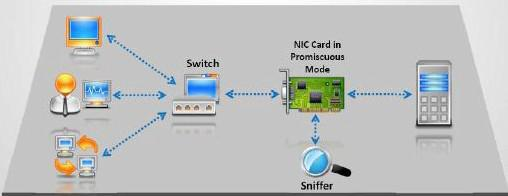 Switch
NIC Card in
Promiscuous
Mode
Sniffer